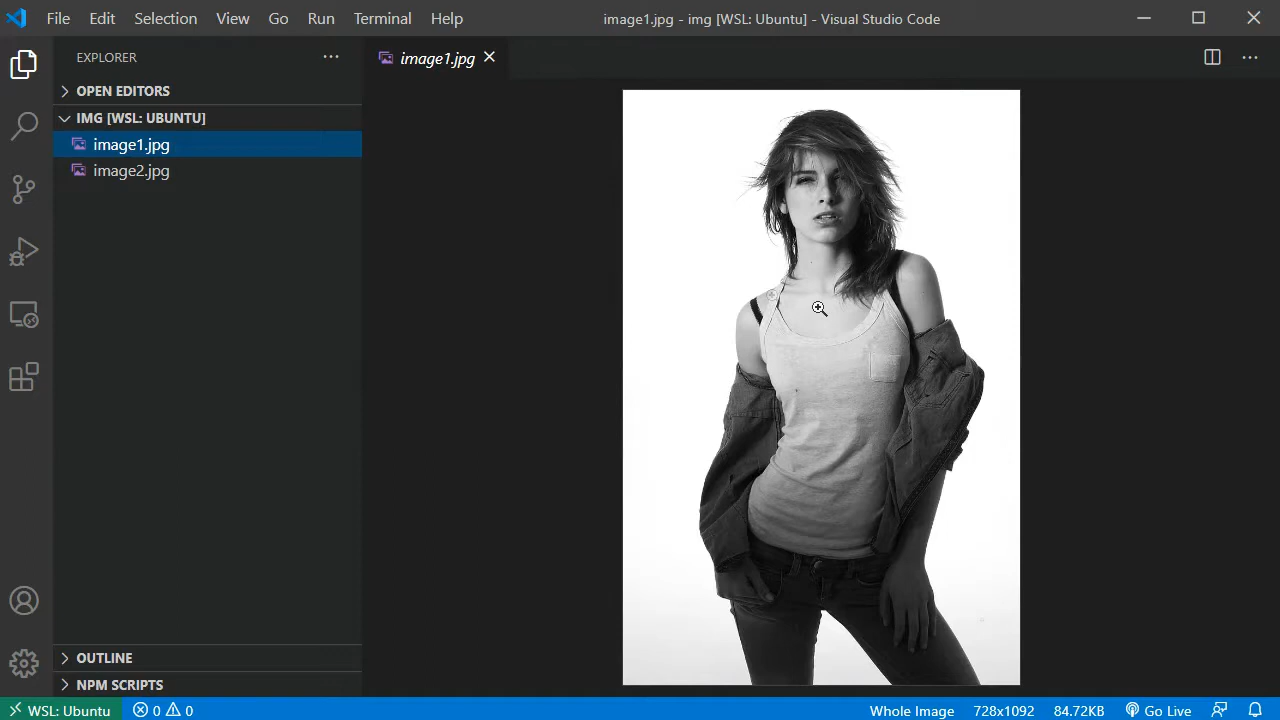 File Edit Selection View Go Run Terminal Help image1.jpg - img [WSL: Ubuntu] - Visual Studio Code
EXPLORER
image1.jpg
OPEN EDITORS
IMG [WSL: UBUNTU]
image1.jpg
image2.jpg
OUTLINE
NPM SCRIPTS
WSL: Ubuntu 0 0 Whole Image 728x1092 84.72KB Go Live